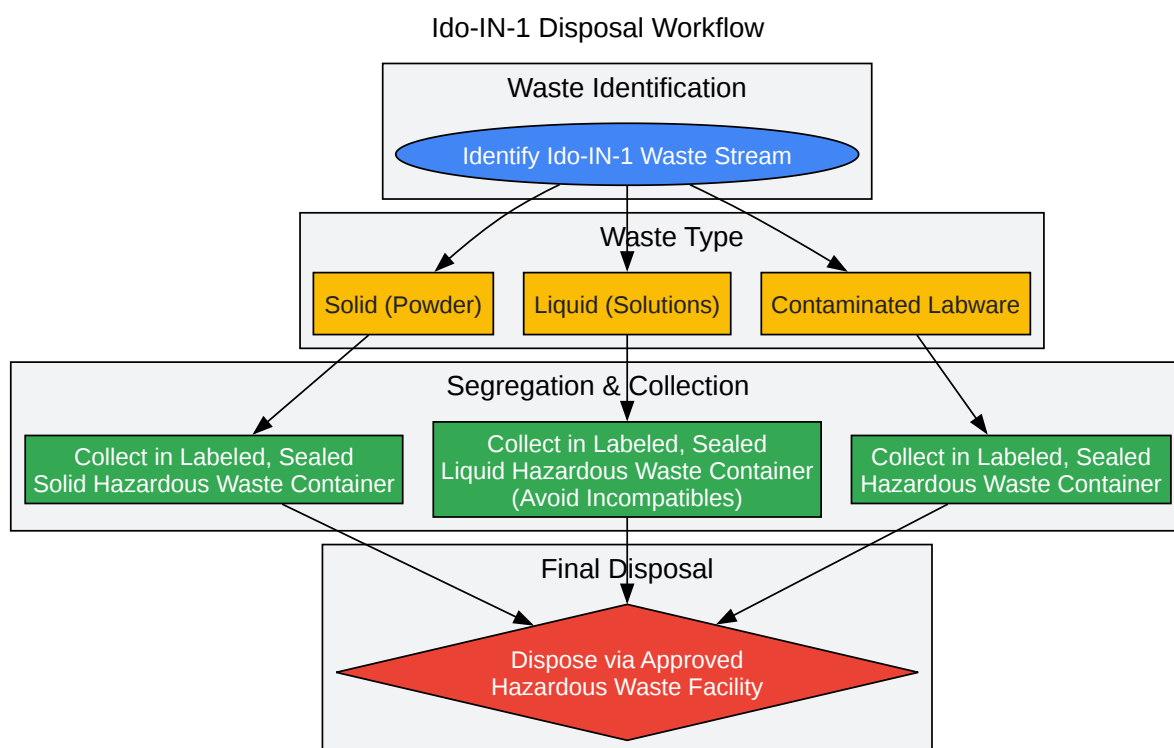 Ido-IN-1 Disposal Workflow
Waste Identification
Identify Ido-IN-1 Waste Stream
Waste Type
Solid (Powder)
Liquid (Solutions)
Contaminated Labware
Segregation & Collection
Collect in Labeled, Sealed
Solid Hazardous Waste Container
Collect in Labeled, Sealed
Liquid Hazardous Waste Container
(Avoid Incompatibles)
Collect in Labeled, Sealed
Hazardous Waste Container
Final Disposal
Dispose via Approved
Hazardous Waste Facility